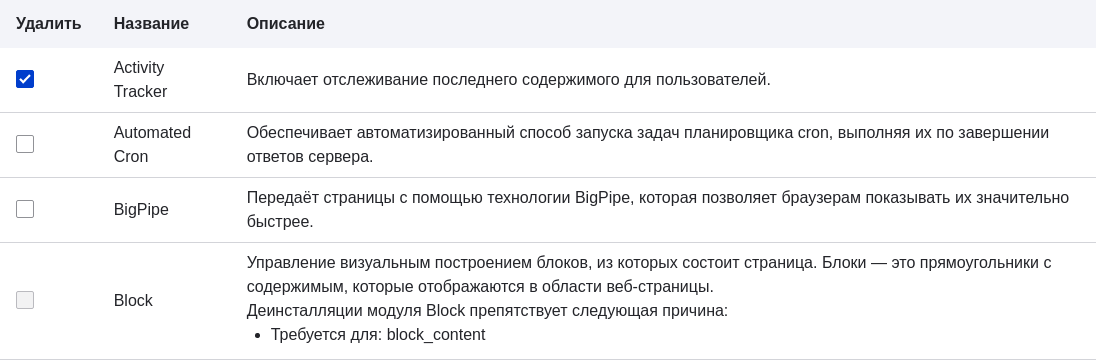 Удалить Название Описание
Activity
Tracker
Включает отслеживание последнего содержимого для пользователей.
Automated
Cron
Обеспечивает автоматизированный способ запуска задач планировщика cron, выполняя их по завершении
ответов сервера.
BigPipe
Передаёт страницы с помощью технологии BigPipe, которая позволяет браузерам показывать их значительно
быстрее.
Block
Управление визуальным построением блоков, из которых состоит страница. Блоки — это прямоугольники с
содержимым, которые отображаются в области веб-страницы.
Деинсталляции модуля Block препятствует следующая причина:
• Требуется для: block_content